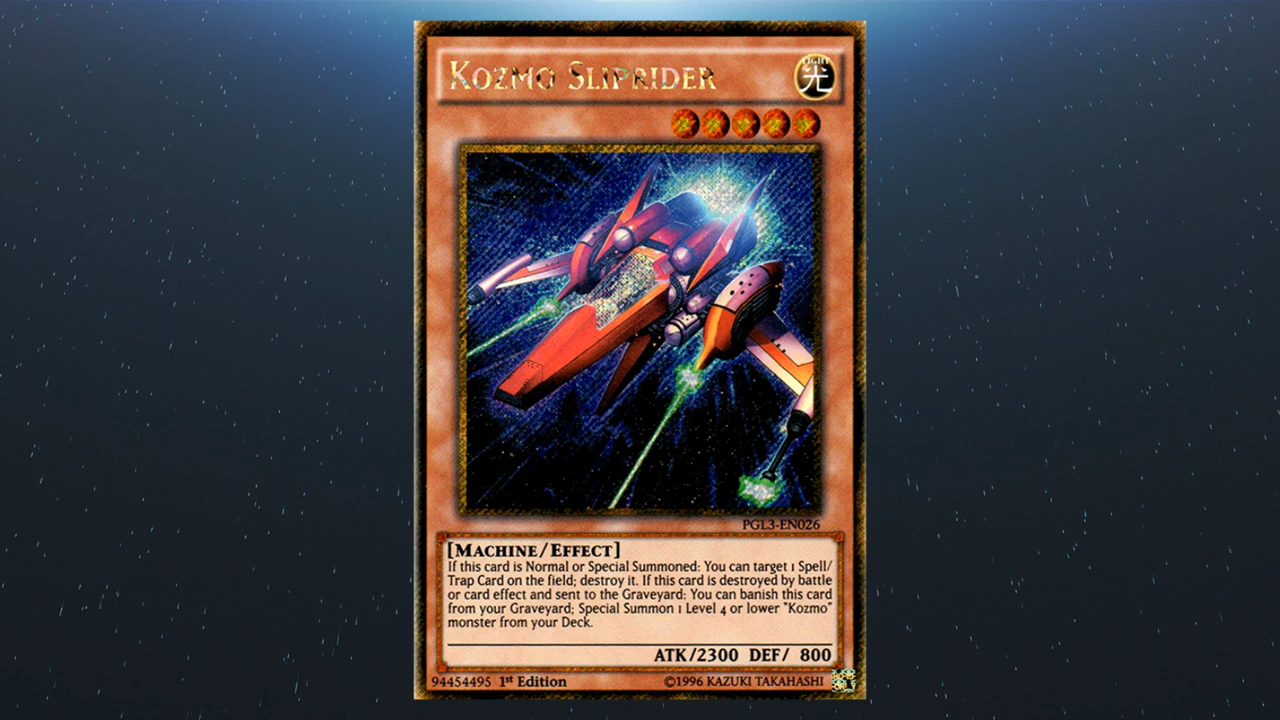 Kozmo Sliprider
LIGHT
光
PGL3-EN026
[Machine/Effect]
If this card is Normal or Special Summoned: You can target 1 Spell/
Trap Card on the field; destroy it. If this card is destroyed by battle
or card effect and sent to the Graveyard: You can banish this
card from your Graveyard; Special Summon 1 Level 4 or lower "Kozmo"
monster from your Deck.
ATK/2300 DEF/ 800
94454495 1st Edition ©1996 KAZUKI TAKAHASHI